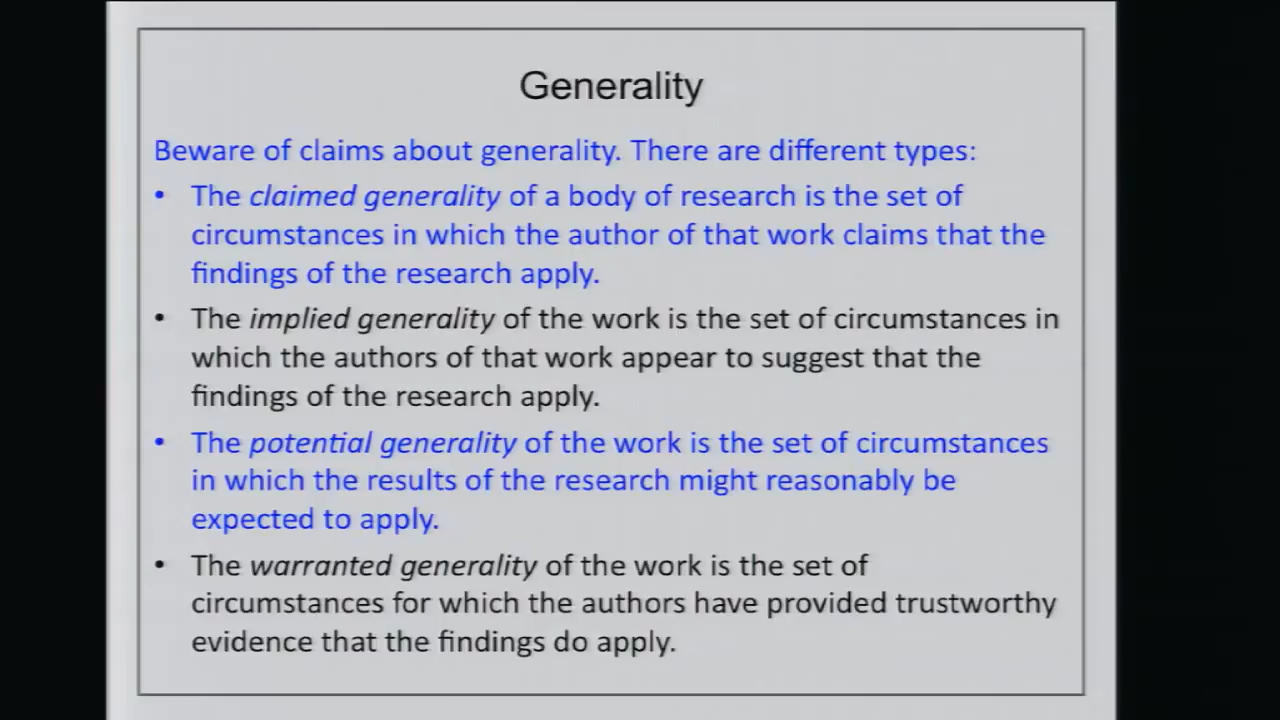 Generality
Beware of claims about generality. There are different types:
• The claimed generality of a body of research is the set of
circumstances in which the author of that work claims that the
findings of the research apply.
• The implied generality of the work is the set of circumstances in
which the authors of that work appear to suggest that the
findings of the research apply.
• The potential generality of the work is the set of circumstances
in which the results of the research might reasonably be
expected to apply.
• The warranted generality of the work is the set of
circumstances for which the authors have provided trustworthy
evidence that the findings do apply.